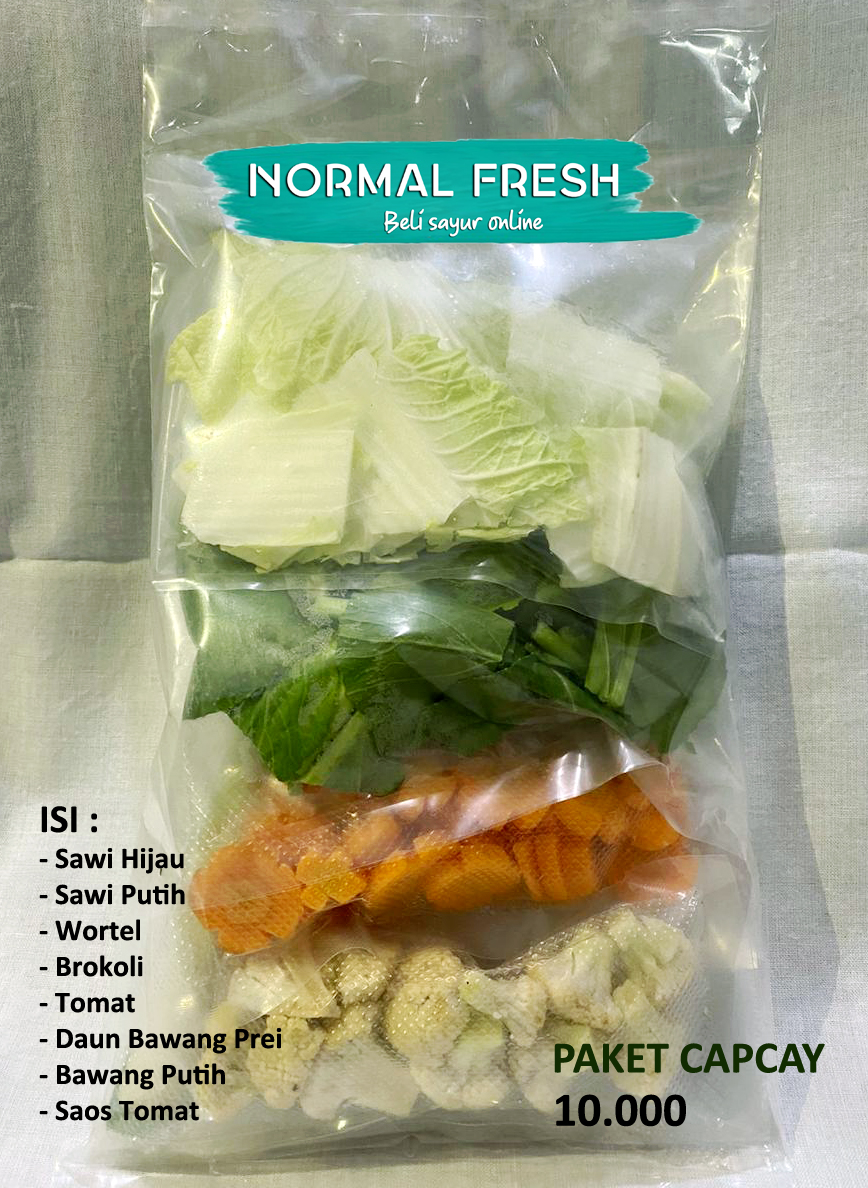 NORMAL FRESH
Beli sayur online
ISI :
- Sawi Hijau
- Sawi Putih
- Wortel
- Brokoli
- Tomat
- Daun Bawang Prei
- Bawang Putih
- Saos Tomat
PAKET CAPCAY
10.000